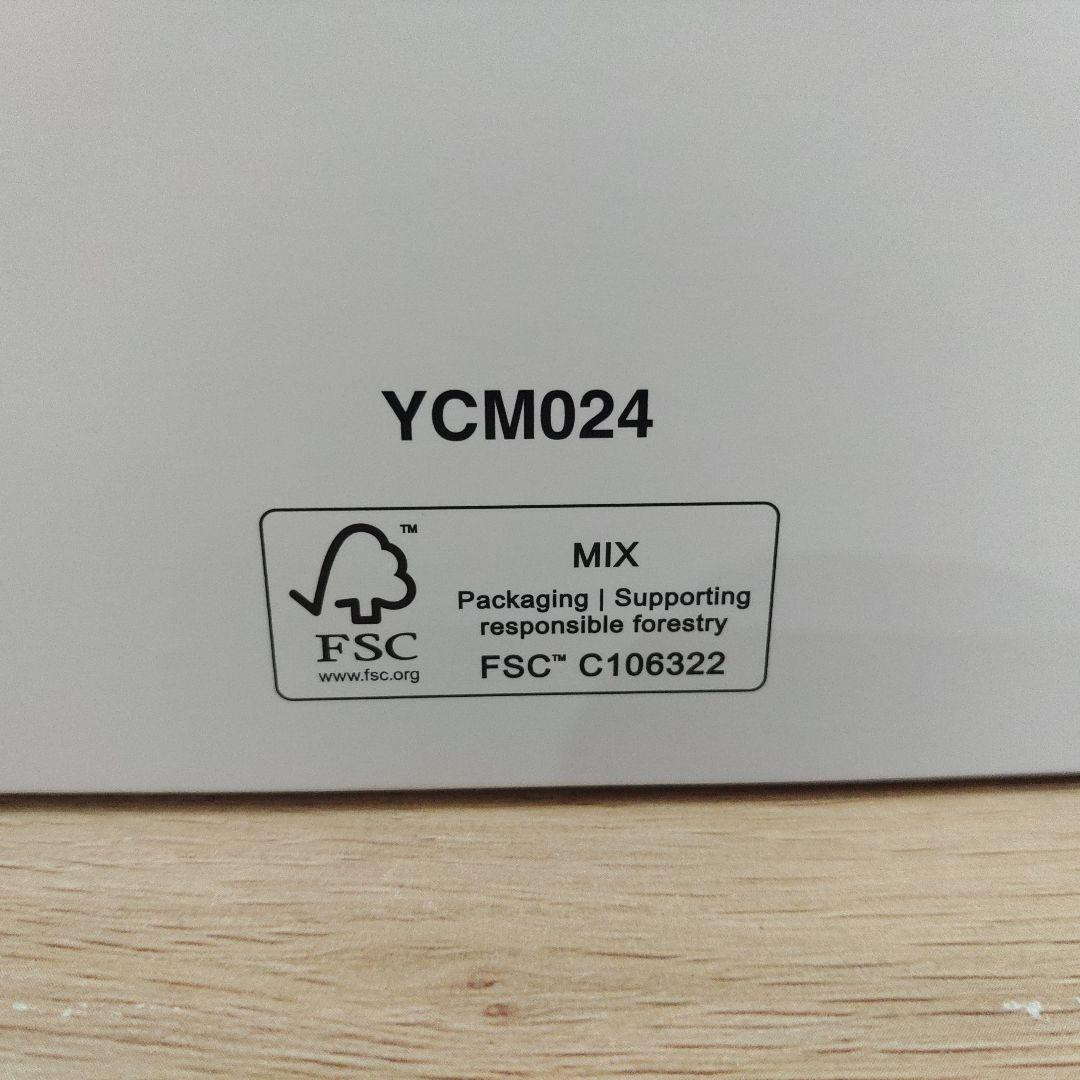 YCM024
™
FSC
www.fsc.org
MIX
Packaging | Supporting
responsible forestry
FSC™ C106322